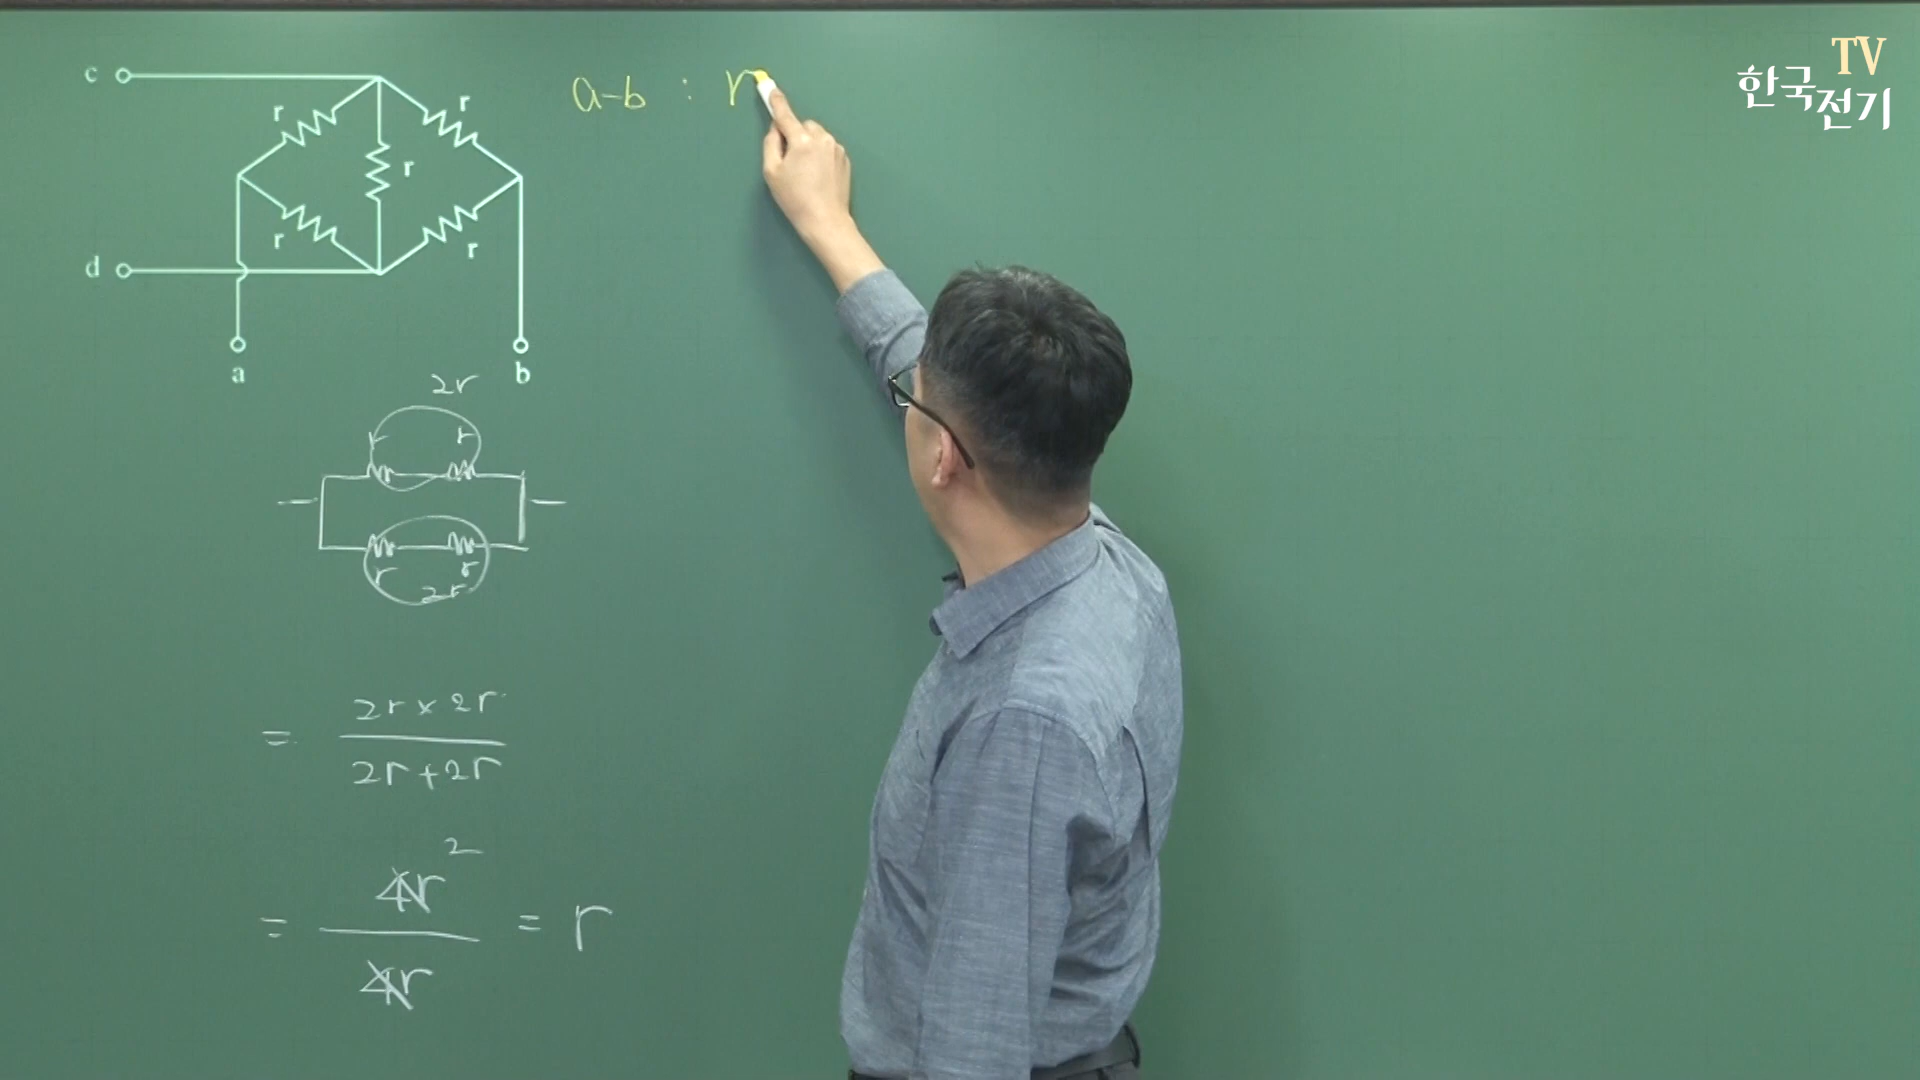 TV
한국전기
c
a-b : r
r r
r
d
r r
a b
2r
r r
r r
2r
= 2r × 2r
2r + 2r
= 4r²
4r
= r